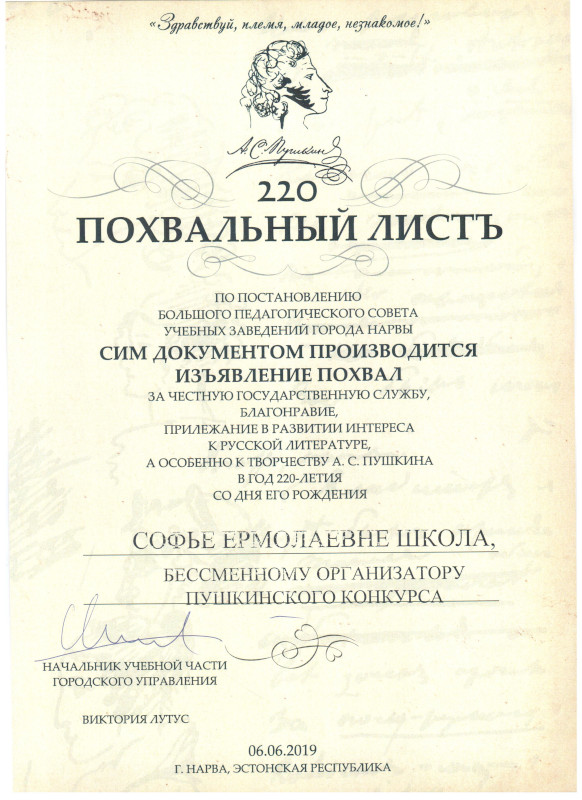 «Здравствуй, племя, младое, незнакомое!»
А.С.Пушкинъ
220
ПОХВАЛЬНЫЙ ЛИСТЪ
ПО ПОСТАНОВЛЕНИЮ
БОЛЬШОГО ПЕДАГОГИЧЕСКОГО СОВЕТА
УЧЕБНЫХ ЗАВЕДЕНИЙ ГОРОДА НАРВЫ
СИМ ДОКУМЕНТОМ ПРОИЗВОДИТСЯ
ИЗЪЯВЛЕНИЕ ПОХВАЛ
ЗА ЧЕСТНУЮ ГОСУДАРСТВЕННУЮ СЛУЖБУ,
БЛАГОНРАВИЕ,
ПРИЛЕЖАНИЕ В РАЗВИТИИ ИНТЕРЕСА
К РУССКОЙ ЛИТЕРАТУРЕ,
А ОСОБЕННО К ТВОРЧЕСТВУ А. С. ПУШКИНА
В ГОД 220-ЛЕТИЯ
СО ДНЯ ЕГО РОЖДЕНИЯ
СОФЬЕ ЕРМОЛАЕВНЕ ШКОЛА,
БЕССМЕННОМУ ОРГАНИЗАТОРУ
ПУШКИНСКОГО КОНКУРСА
НАЧАЛЬНИК УЧЕБНОЙ ЧАСТИ
ГОРОДСКОГО УПРАВЛЕНИЯ
ВИКТОРИЯ ЛУТУС
06.06.2019
Г. НАРВА, ЭСТОНСКАЯ РЕСПУБЛИКА